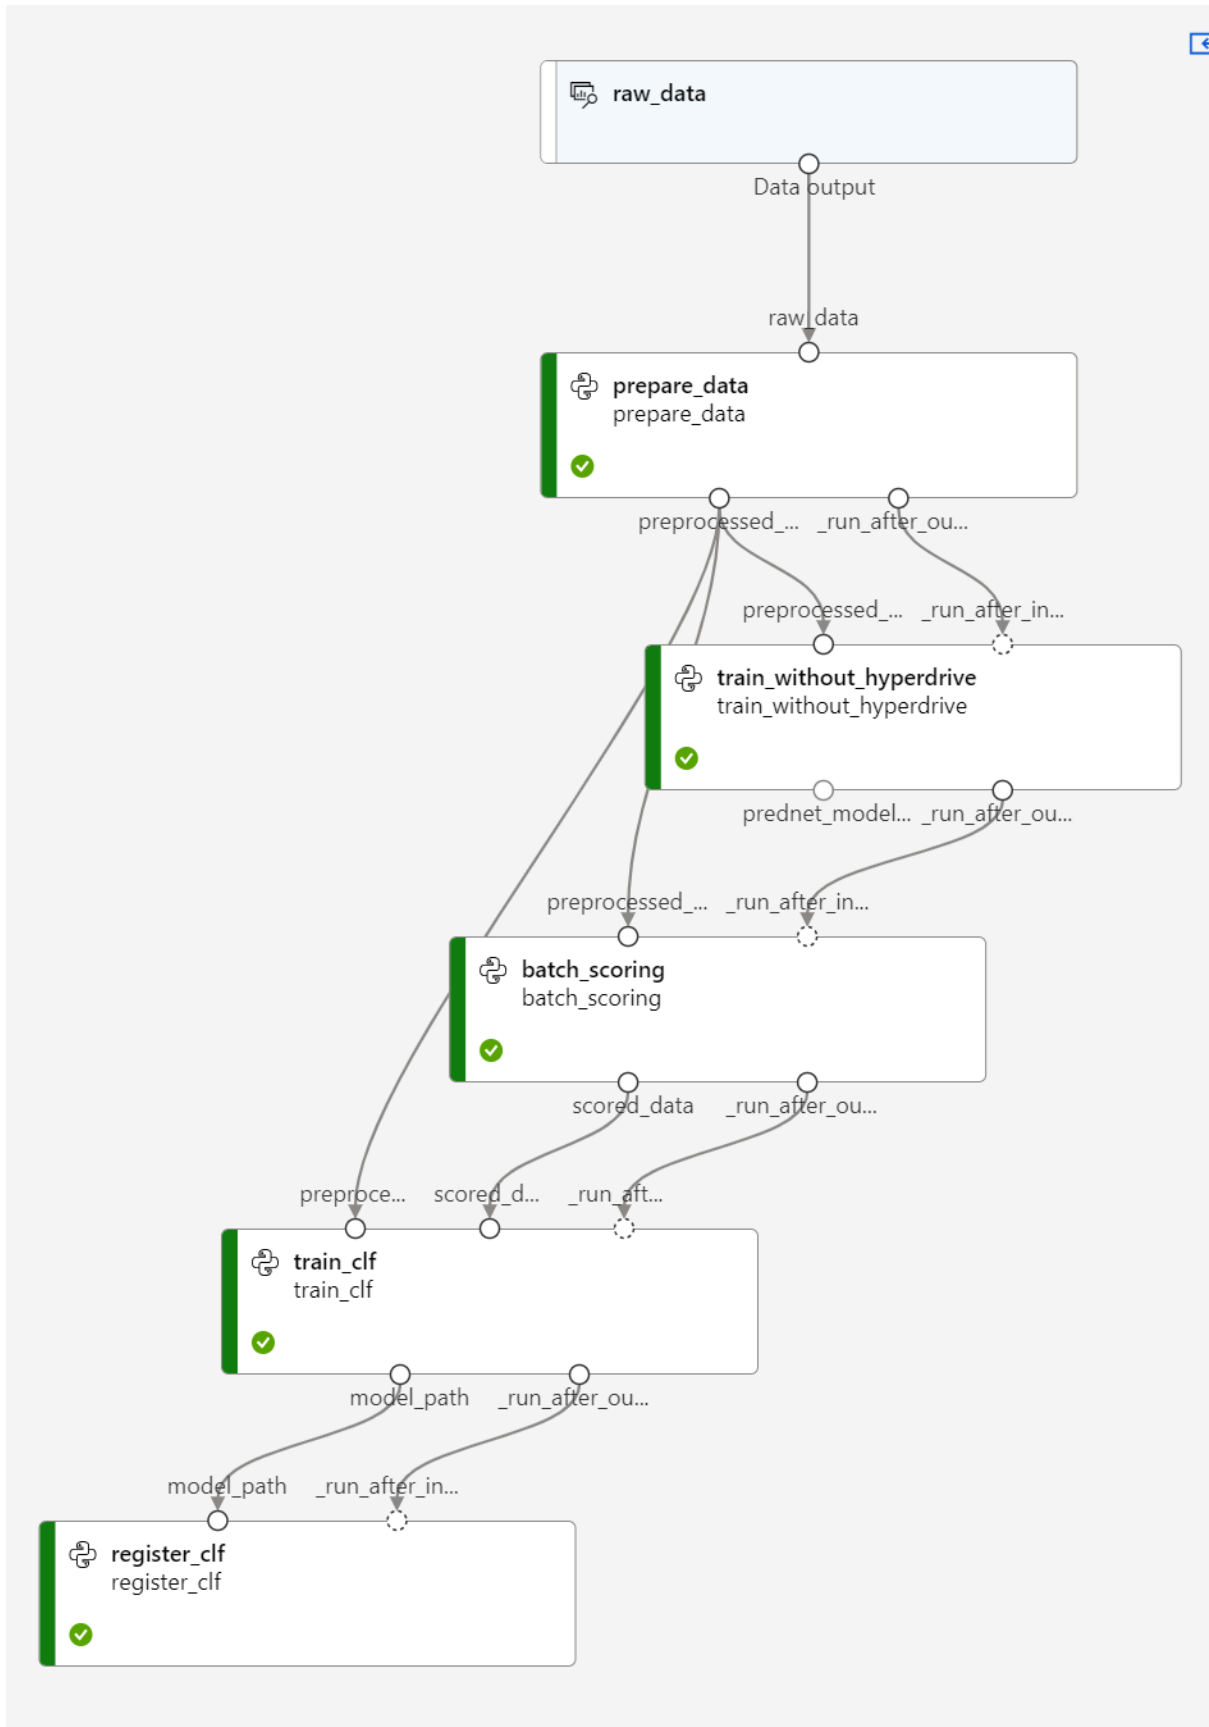 raw_data
Data output
raw_data
prepare_data
prepare_data
preprocessed_... _run_after_ou...
preprocessed_... _run_after_in...
train_without_hyperdrive
train_without_hyperdrive
prednet_model... _run_after_ou...
preprocessed_... _run_after_in...
batch_scoring
batch_scoring
scored_data _run_after_ou...
preproce... scored_d... _run_aft...
train_clf
train_clf
model_path _run_after_ou...
model_path _run_after_in...
register_clf
register_clf